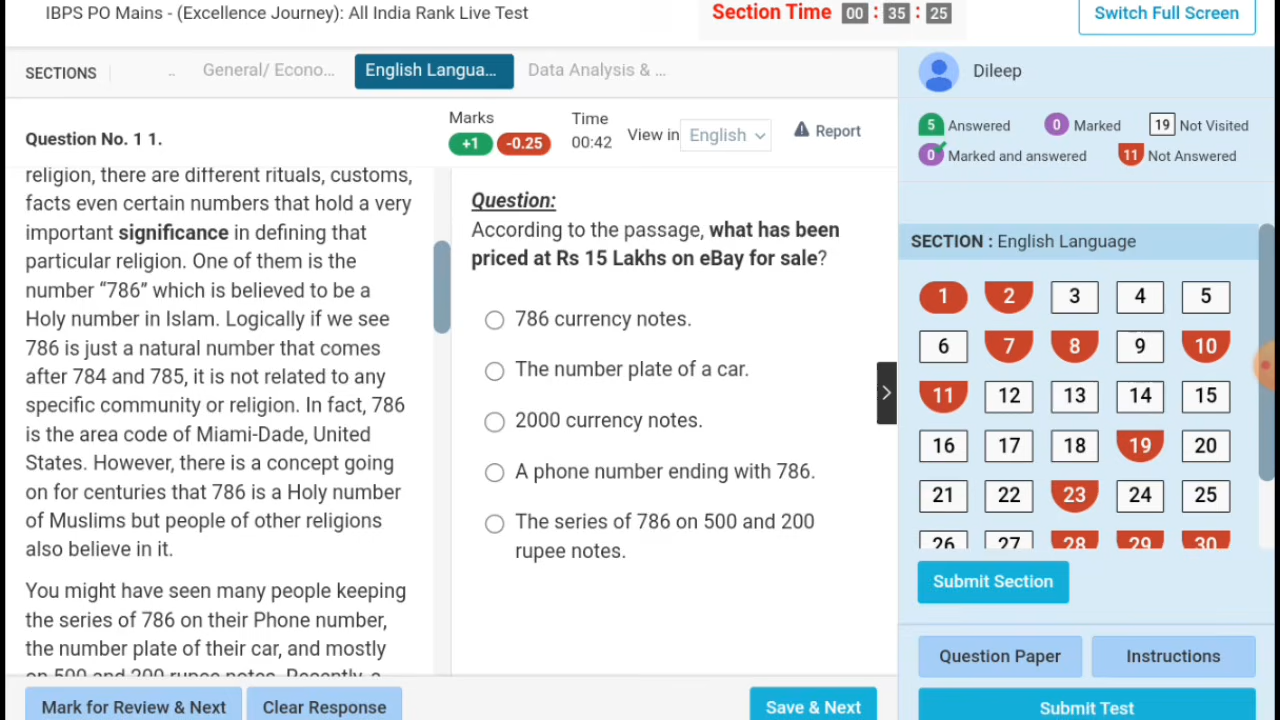 IBPS PO Mains - (Excellence Journey): All India Rank Live Test
Section Time 00 : 35 : 25
Switch Full Screen
SECTIONS
..
General/ Econo...
English Langua...
Data Analysis & ...
Dileep
Question No. 1 1.
Marks
+1 -0.25
Time
00:42
View in English
Report
5 Answered
0 Marked
19 Not Visited
0 Marked and answered
11 Not Answered
religion, there are different rituals, customs,
facts even certain numbers that hold a very
important significance in defining that
particular religion. One of them is the
number “786” which is believed to be a
Holy number in Islam. Logically if we see
786 is just a natural number that comes
after 784 and 785, it is not related to any
specific community or religion. In fact, 786
is the area code of Miami-Dade, United
States. However, there is a concept going
on for centuries that 786 is a Holy number
of Muslims but people of other religions
also believe in it.
You might have seen many people keeping
the series of 786 on their Phone number,
the number plate of their car, and mostly
on 500 and 200 rupee notes. Recently, a
Question:
According to the passage, what has been
priced at Rs 15 Lakhs on eBay for sale?
786 currency notes.
The number plate of a car.
2000 currency notes.
A phone number ending with 786.
The series of 786 on 500 and 200
rupee notes.
SECTION : English Language
1 2 3 4 5
6 7 8 9 10
11 12 13 14 15
16 17 18 19 20
21 22 23 24 25
26 27 28 29 30
Submit Section
Question Paper
Instructions
Mark for Review & Next
Clear Response
Save & Next
Submit Test